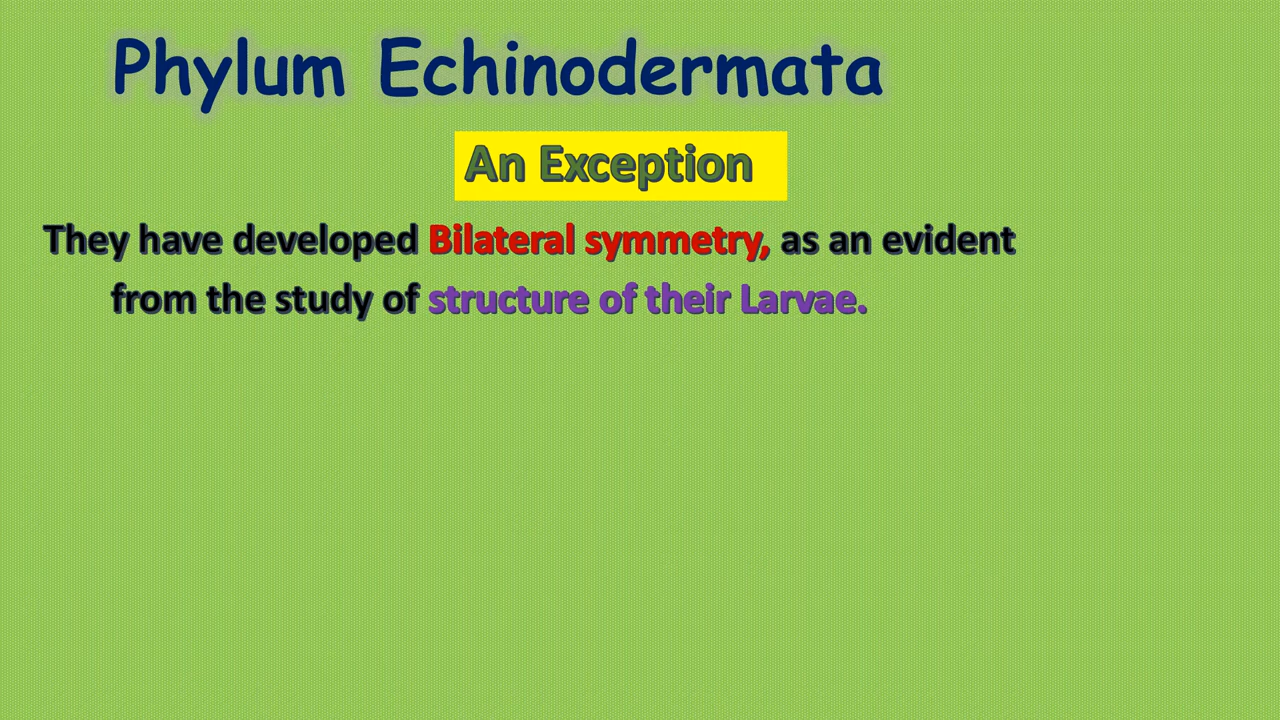 Phylum Echinodermata
An Exception
They have developed Bilateral symmetry, as an evident
from the study of structure of their Larvae.